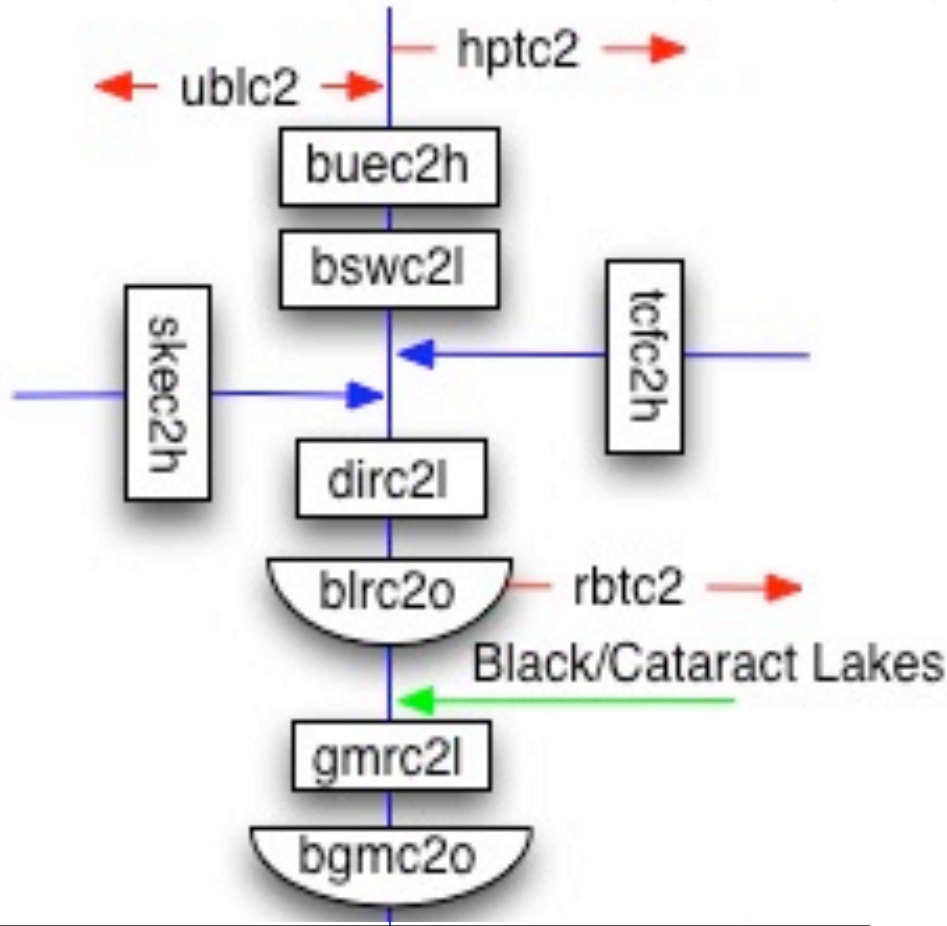 hptc2
ublc2
buec2h
bswc2l
tcfc2h
skec2h
dirc2l
blrc2o
rbtc2
Black/Cataract Lakes
gmrc2l
bgmc2o